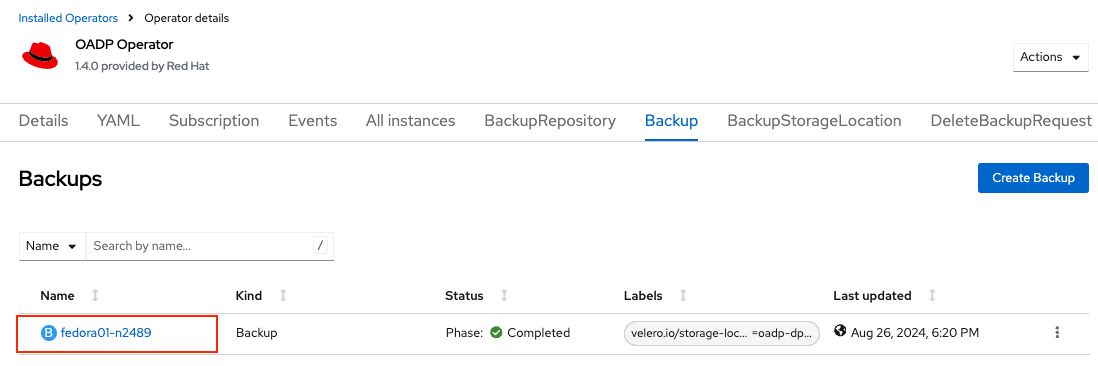 Installed Operators > Operator details
OADP Operator
1.4.0 provided by Red Hat
Actions
Details YAML Subscription Events All instances BackupRepository Backup BackupStorageLocation DeleteBackupRequest
Backups
Create Backup
Name Search by name... /
Name Kind Status Labels Last updated
B fedora01-n2489 Backup Phase: Completed velero.io/storage-loc... =oadp-dp... Aug 26, 2024, 6:20 PM